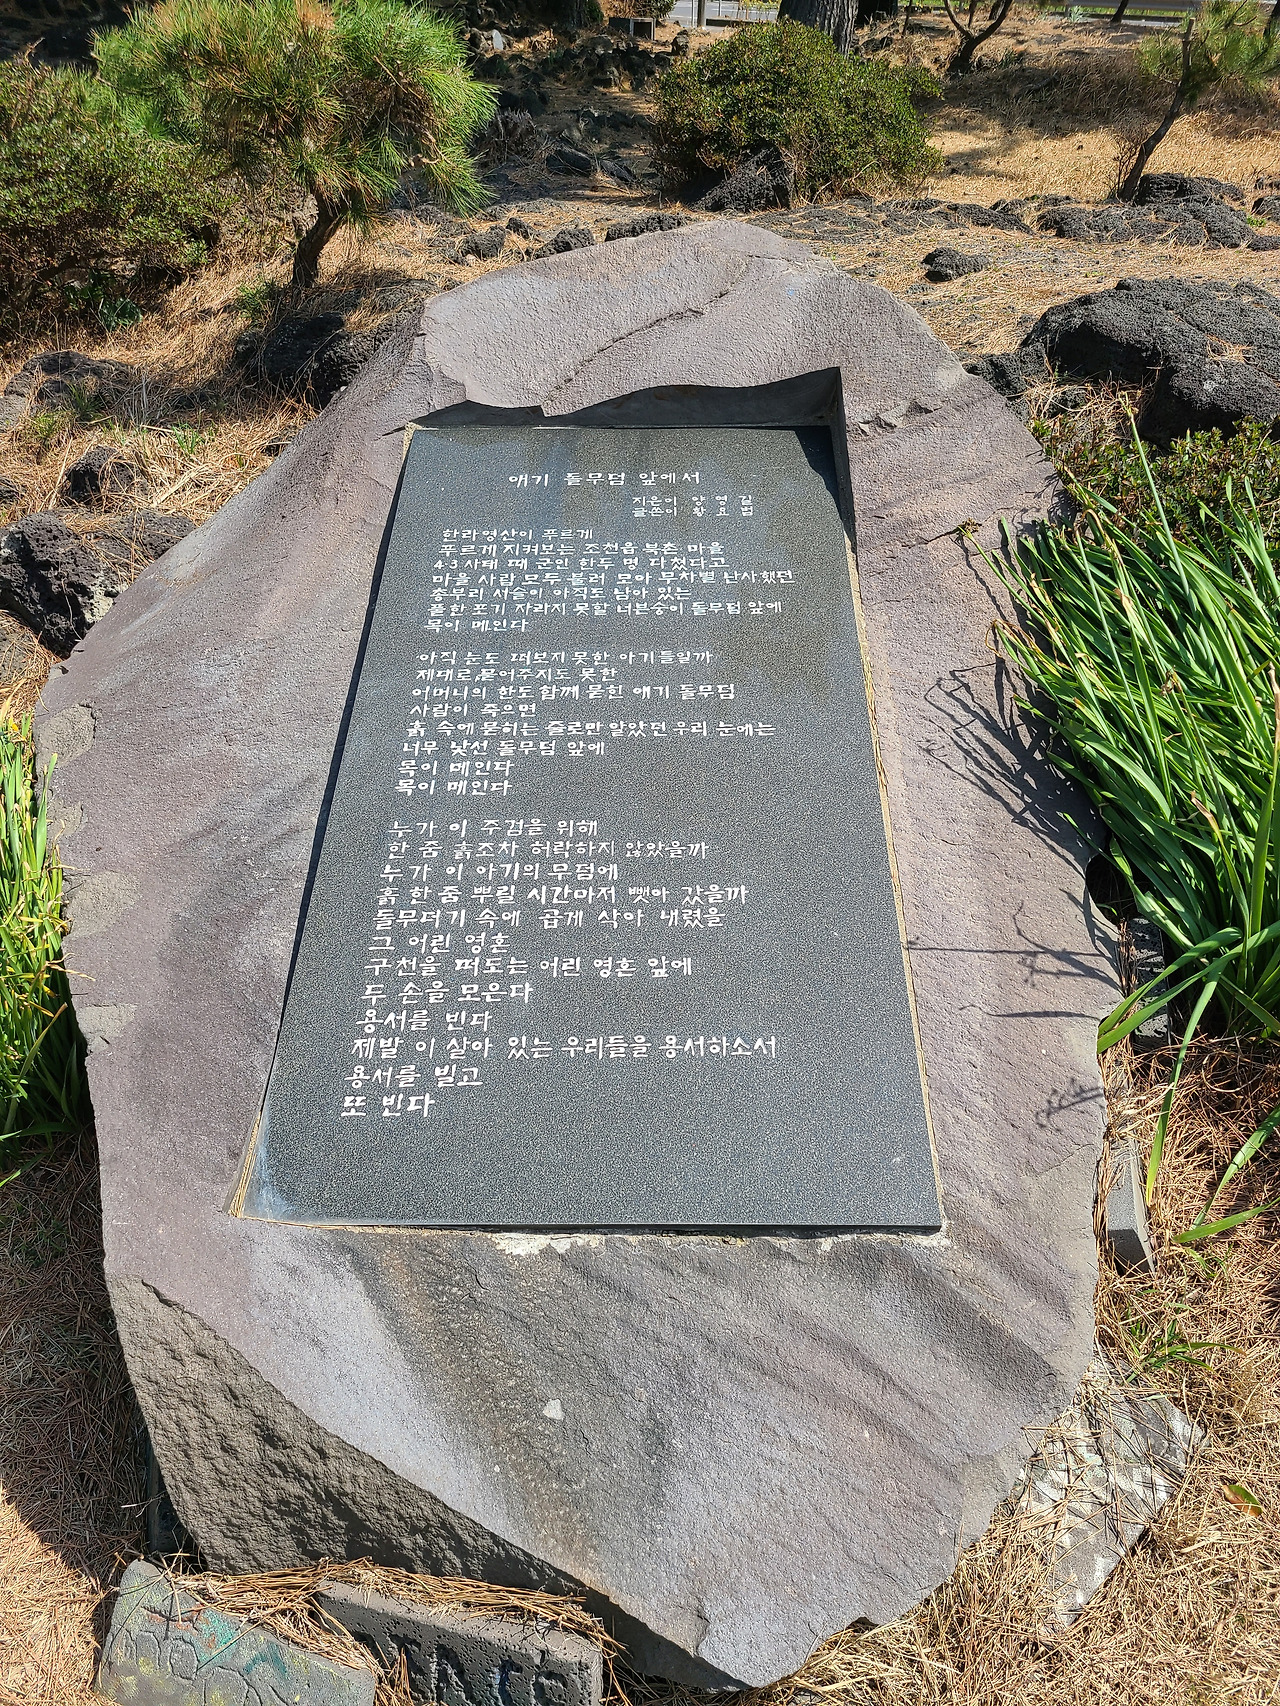 애기 돌무덤 앞에서
지은이 양영길
글쓴이 황요범
한라영산이 푸르게
푸르게 지켜보는 조천읍 북촌 마을
4·3 사태 때 군인 한두 명 다쳤다고
마을 사람 모두 불러 모아 무차별 난사했던
총부리 서슬이 아직도 남아 있는
풀 한 포기 자라지 못할 너븐숭이 돌무덤 앞에
목이 메인다
아직 눈도 떠보지 못한 아기들일까
제대로 묻어주지도 못한
어머니의 한도 함께 묻힌 애기 돌무덤
사람이 죽으면
흙 속에 묻히는 줄로만 알았던 우리 눈에는
너무 낯선 돌무덤 앞에
목이 메인다
목이 메인다
누가 이 주검을 위해
한 줌 흙조차 허락하지 않았을까
누가 이 아기의 무덤에
흙 한 줌 뿌릴 시간마저 뺏아 갔을까
돌무더기 속에 곱게 삭아 내렸을
그 어린 영혼
구천을 떠도는 어린 영혼 앞에
두 손을 모은다
용서를 빈다
제발 이 살아 있는 우리들을 용서하소서
용서를 빌고
또 빈다